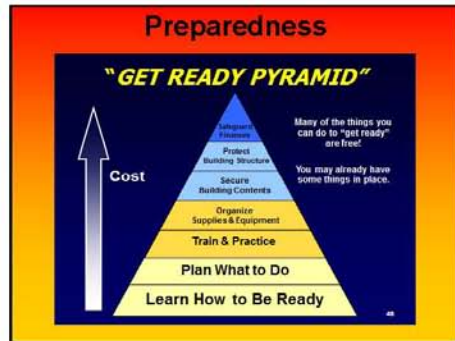 Preparedness
"GET READY PYRAMID"
Cost
Safeguard
Finances
Protect
Building Structure
Secure
Building Contents
Organize
Supplies & Equipment
Train & Practice
Plan What to Do
Learn How to Be Ready
Many of the things you
can do to "get ready"
are free!
You may already have
some things in place.